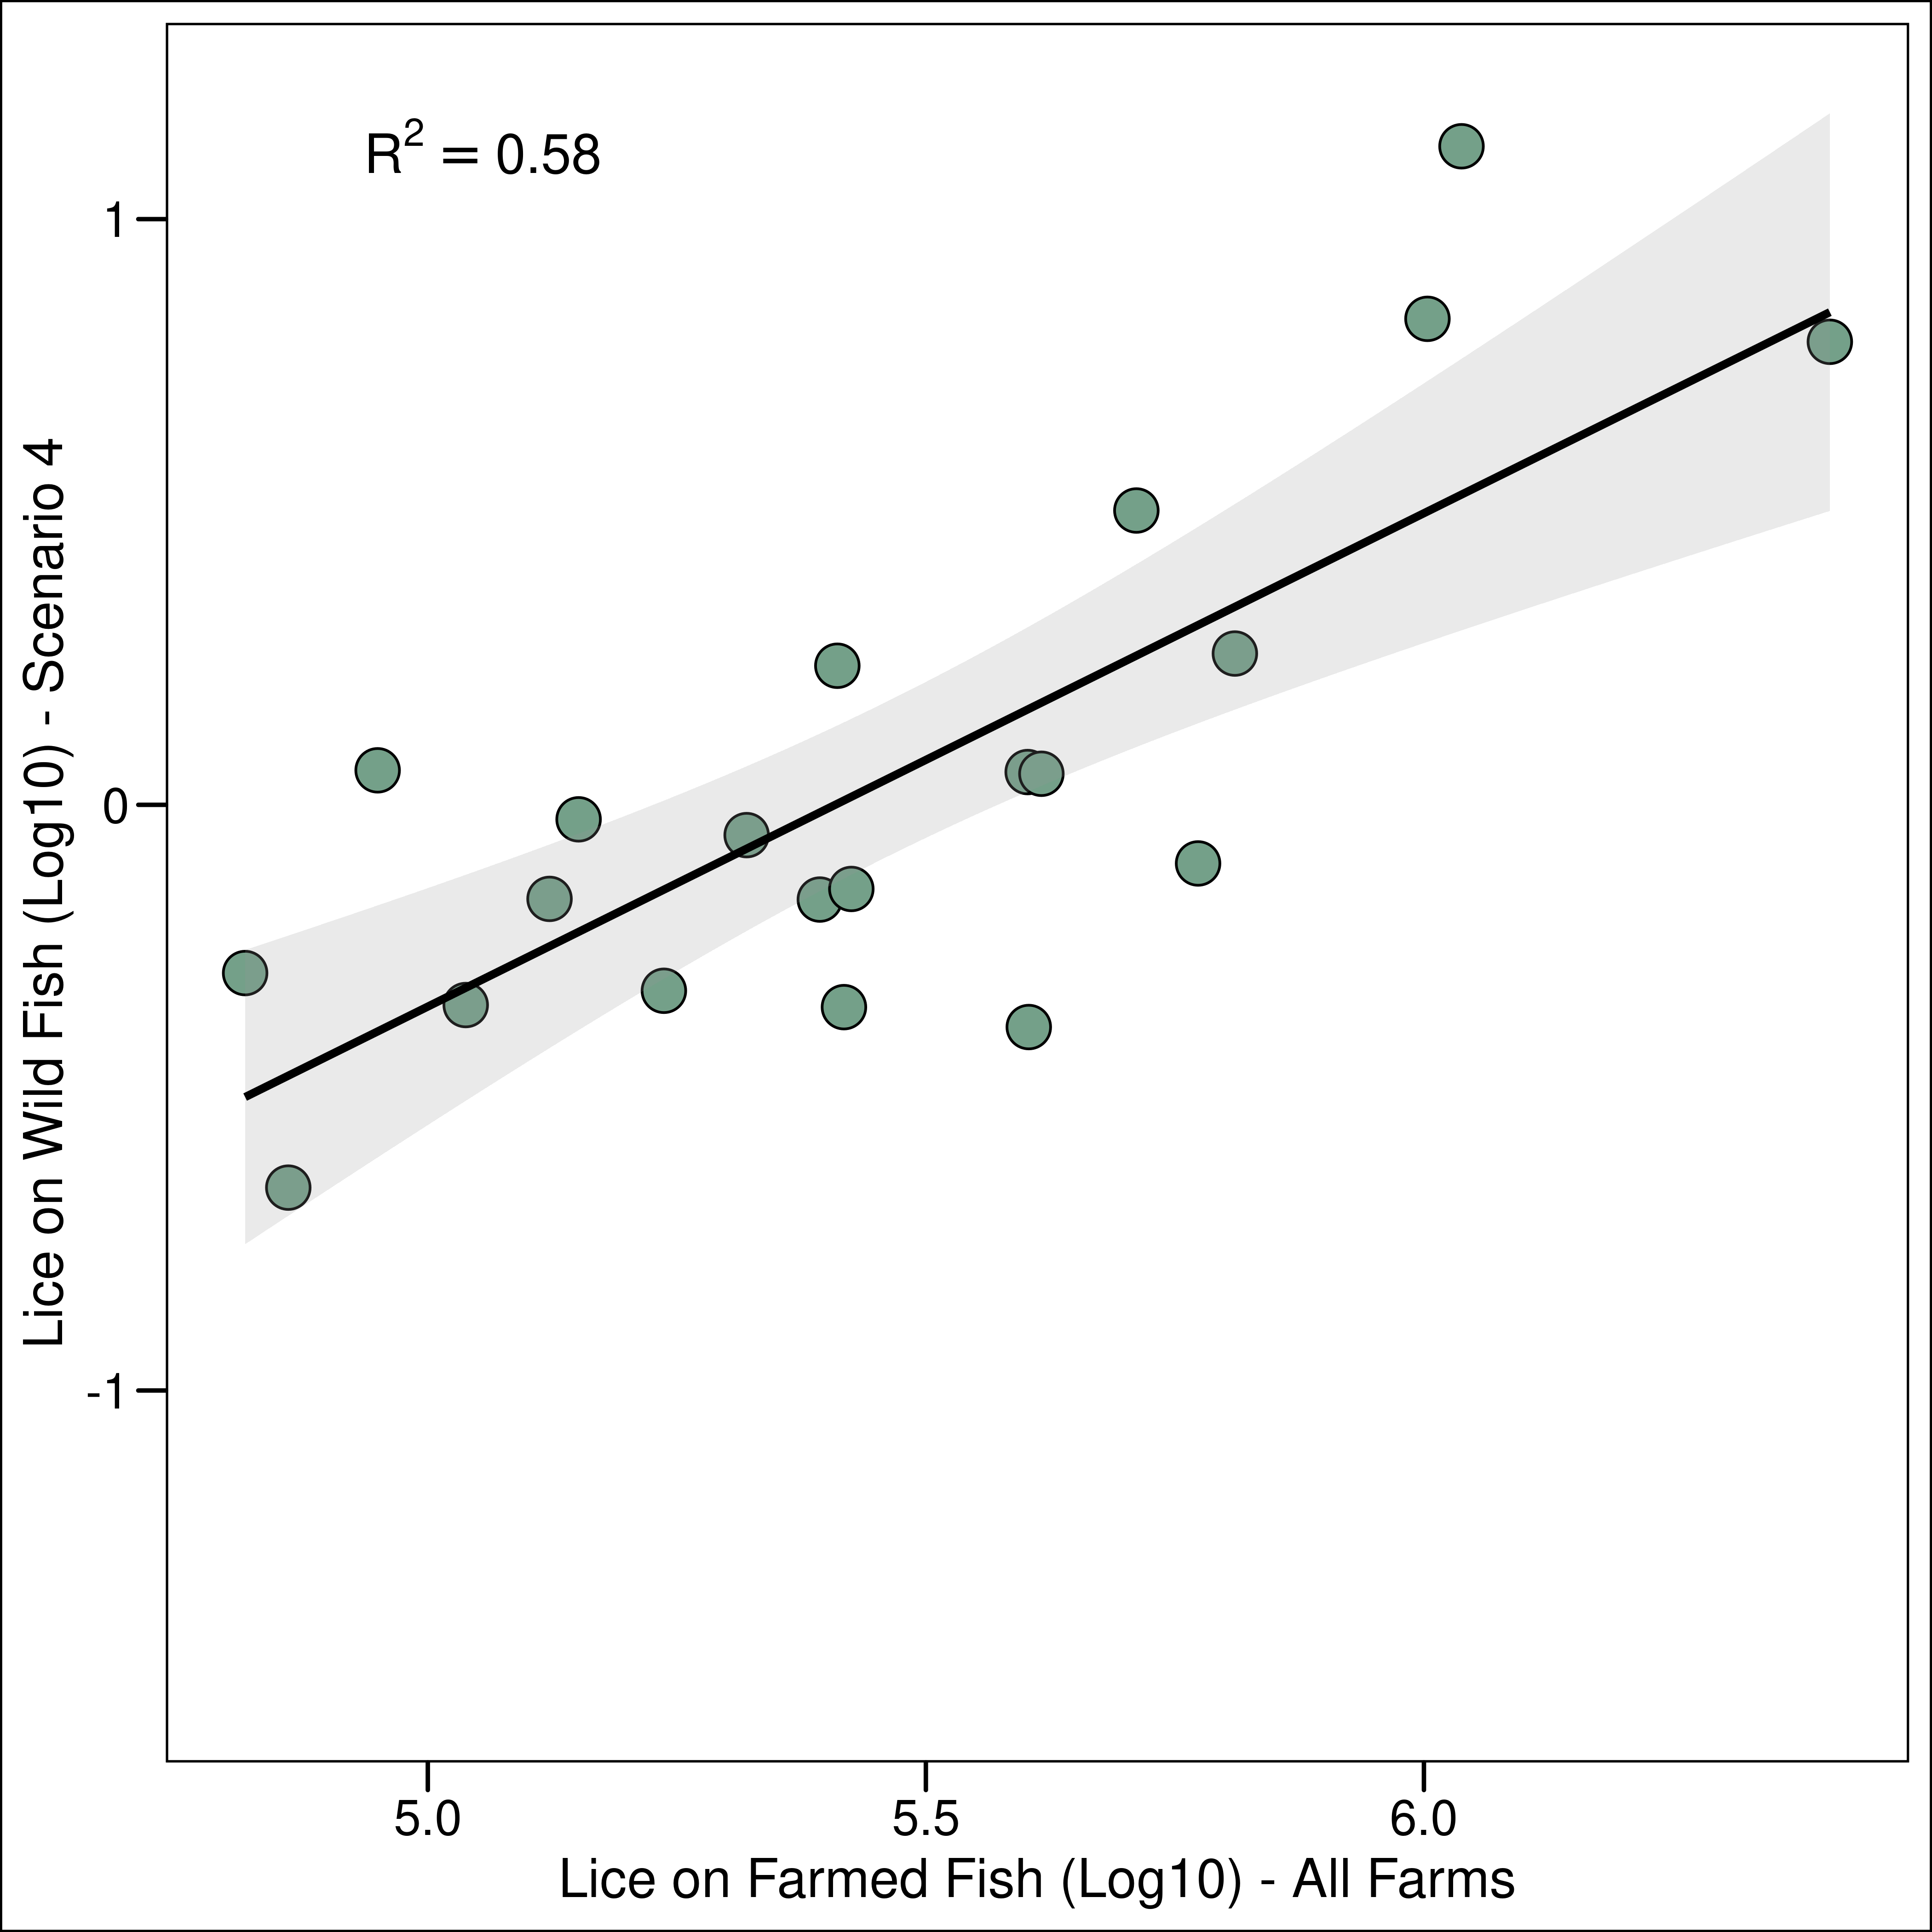 R² = 0.58
1
0
-1
Lice on Wild Fish (Log10) - Scenario 4
5.0 5.5 6.0
Lice on Farmed Fish (Log10) - All Farms